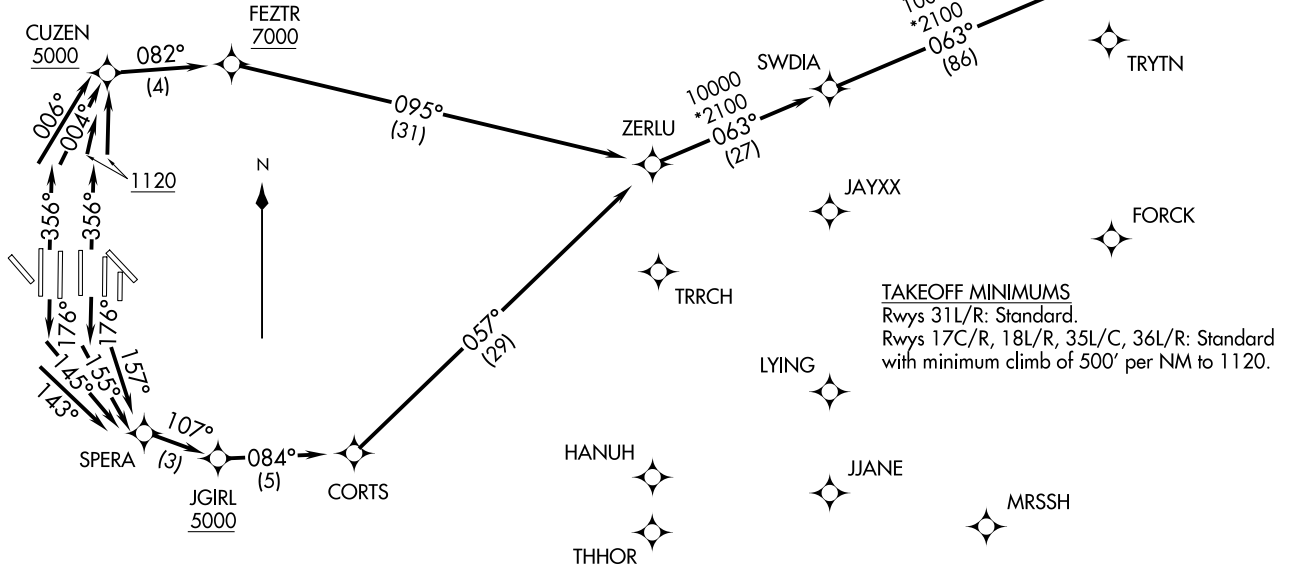 FEZTR
7000
CUZEN
5000
082°
(4)
006°
004°
095°
(31)
1120
356°
356°
N
ZERLU
10000
*2100
063°
(27)
SWDIA
*2100
063°
(86)
TRYTN
JAYXX
FORCK
TRRCH
TAKEOFF MINIMUMS
Rwys 31L/R: Standard.
Rwys 17C/R, 18L/R, 35L/C, 36L/R: Standard
with minimum climb of 500' per NM to 1120.
057°
(29)
176°
176°
145°
155°
157°
143°
SPERA
107°
(3)
JGIRL
5000
084°
(5)
CORTS
LYING
HANUH
THHOR
JJANE
MRSSH